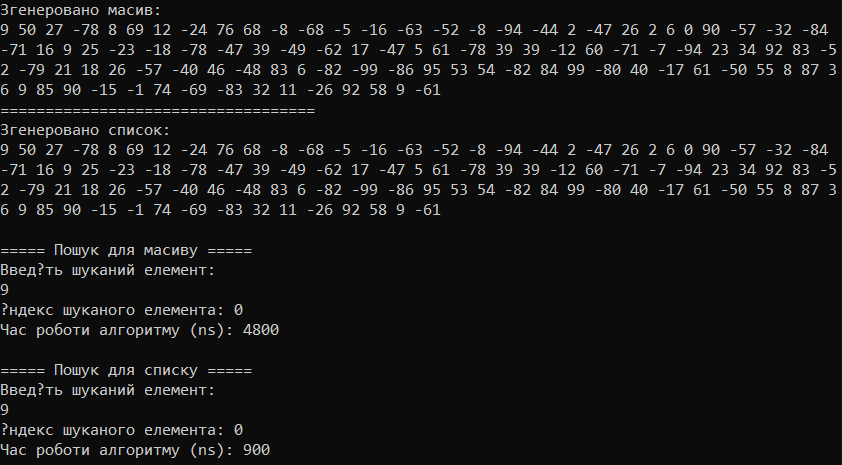 Згенеровано масив:
9 50 27 -78 8 69 12 -24 76 68 -8 -68 -5 -16 -63 -52 -8 -94 -44 2 -47 26 2 6 0 90 -57 -32 -84
-71 16 9 25 -23 -18 -78 -47 39 -49 -62 17 -47 5 61 -78 39 39 -12 60 -71 -7 -94 23 34 92 83 -5
2 -79 21 18 26 -57 -40 46 -48 83 6 -82 -99 -86 95 53 54 -82 84 99 -80 40 -17 61 -50 55 8 87 3
6 9 85 90 -15 -1 74 -69 -83 32 11 -26 92 58 9 -61
===================================
Згенеровано список:
9 50 27 -78 8 69 12 -24 76 68 -8 -68 -5 -16 -63 -52 -8 -94 -44 2 -47 26 2 6 0 90 -57 -32 -84
-71 16 9 25 -23 -18 -78 -47 39 -49 -62 17 -47 5 61 -78 39 39 -12 60 -71 -7 -94 23 34 92 83 -5
2 -79 21 18 26 -57 -40 46 -48 83 6 -82 -99 -86 95 53 54 -82 84 99 -80 40 -17 61 -50 55 8 87 3
6 9 85 90 -15 -1 74 -69 -83 32 11 -26 92 58 9 -61
===== Пошук для масиву =====
Введ?ть шуканий елемент:
9
?ндекс шуканого елемента: 0
Час роботи алгоритму (ns): 4800
===== Пошук для списку =====
Введ?ть шуканий елемент:
9
?ндекс шуканого елемента: 0
Час роботи алгоритму (ns): 900